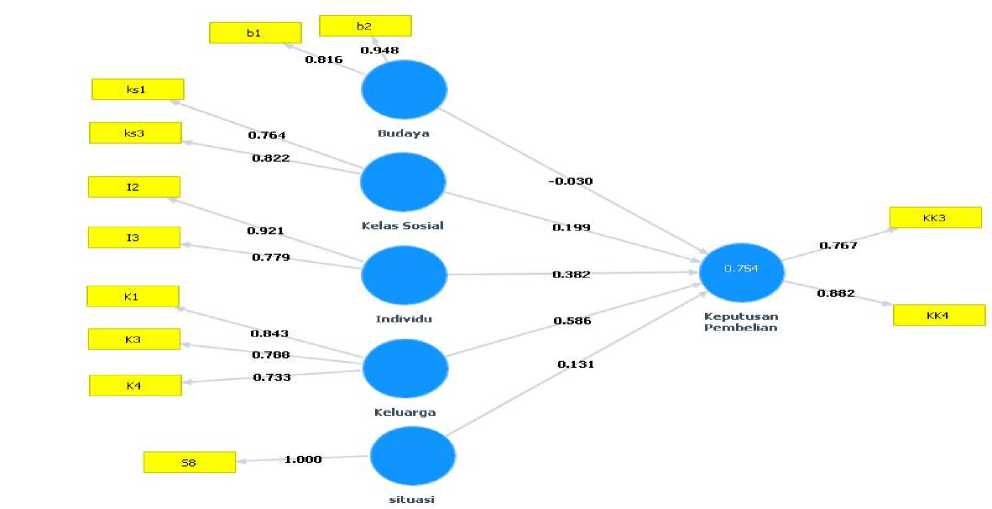 b1
b2
0.816
0.948
Budaya
ks1
ks3
0.764
0.822
Kelas Sosial
I2
I3
0.921
0.779
Individu
K1
K3
K4
0.843
0.788
0.733
Keluarga
S8
1.000
situasi
-0.030
0.199
0.382
0.586
0.131
0.754
Keputusan
Pembelian
KK3
0.767
0.882
KK4